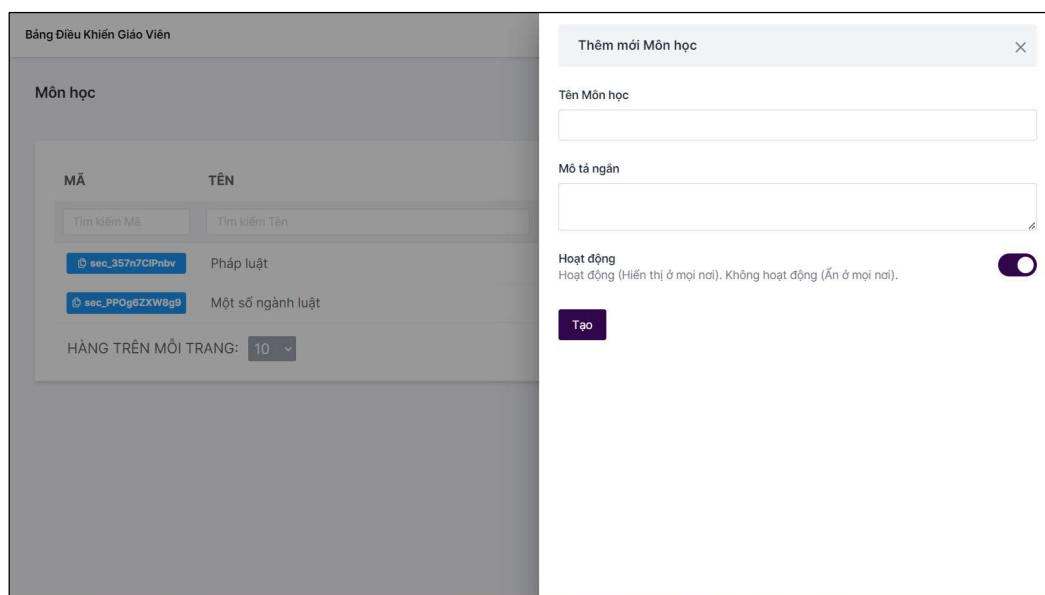 Bảng Điều Khiển Giáo Viên
Môn học
MÃ TÊN
Tìm kiếm Mã Tìm kiếm Tên
sec_357n7CIPnbv Pháp luật
sec_PPOg6ZXW8g9 Một số ngành luật
HÀNG TRÊN MỖI TRANG: 10
Thêm mới Môn học
Tên Môn học
Mô tả ngắn
Hoạt động
Hoạt động (Hiển thị ở mọi nơi). Không hoạt động (Ẩn ở mọi nơi).
Tạo